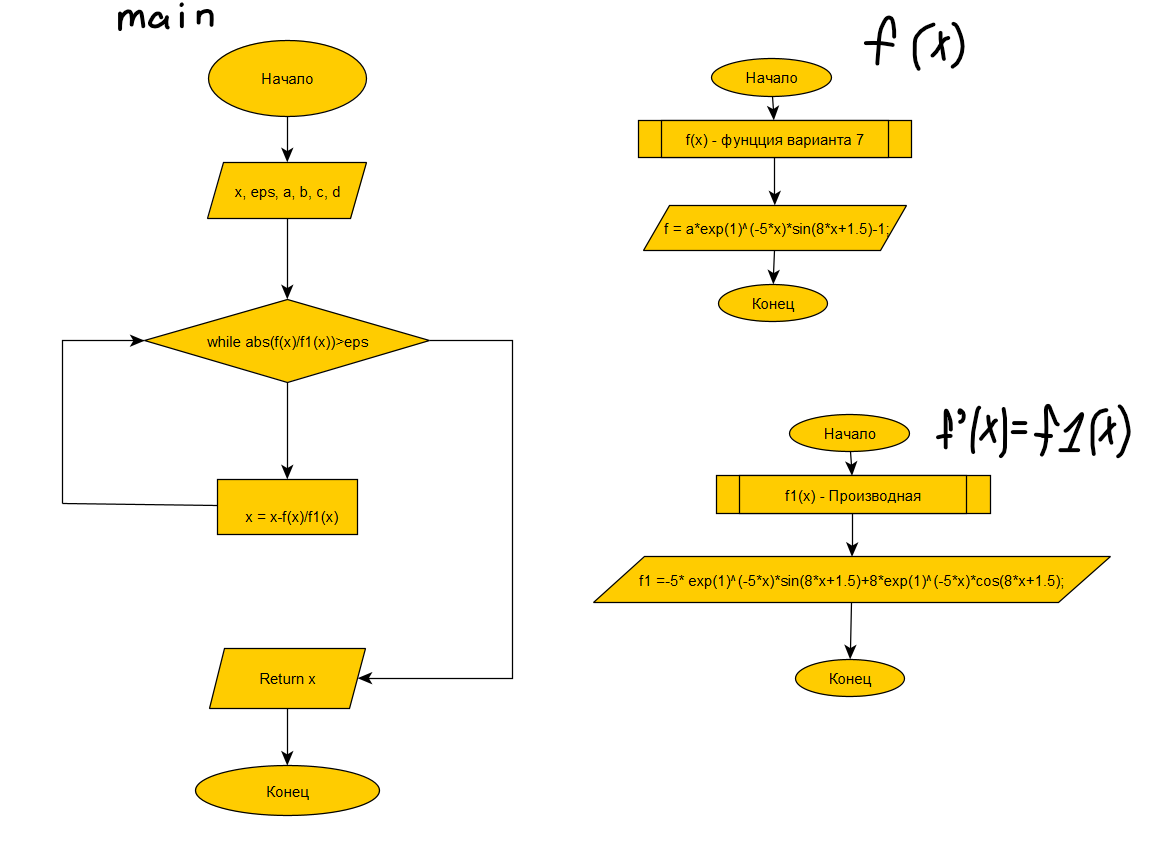 main
Начало
x, eps, a, b, c, d
while abs(f(x)/f1(x))>eps
x = x-f(x)/f1(x)
Return x
Конец
f(x)
Начало
f(x) - фунцция варианта 7
f = a*exp(1)^(-5*x)*sin(8*x+1.5)-1;
Конец
f'(x)=f1(x)
Начало
f1(x) - Производная
f1 =-5* exp(1)^(-5*x)*sin(8*x+1.5)+8*exp(1)^(-5*x)*cos(8*x+1.5);
Конец